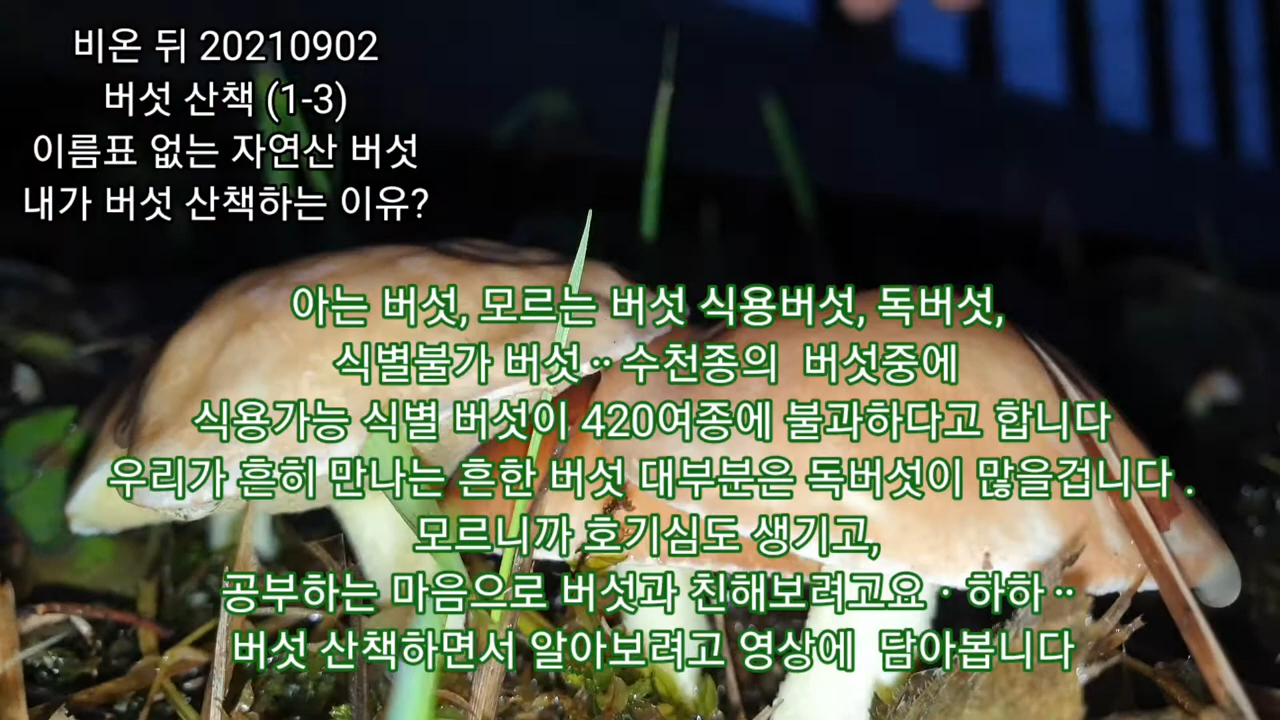 비온 뒤 20210902
버섯 산책 (1-3)
이름표 없는 자연산 버섯
내가 버섯 산책하는 이유?
아는 버섯, 모르는 버섯 식용버섯, 독버섯,
식별불가 버섯·· 수천종의 버섯중에
식용가능 식별 버섯이 420여종에 불과하다고 합니다
우리가 흔히 만나는 흔한 버섯 대부분은 독버섯이 많을겁니다 .
모르니까 호기심도 생기고,
공부하는 마음으로 버섯과 친해보려고요 · 하하··
버섯 산책하면서 알아보려고 영상에 담아봅니다